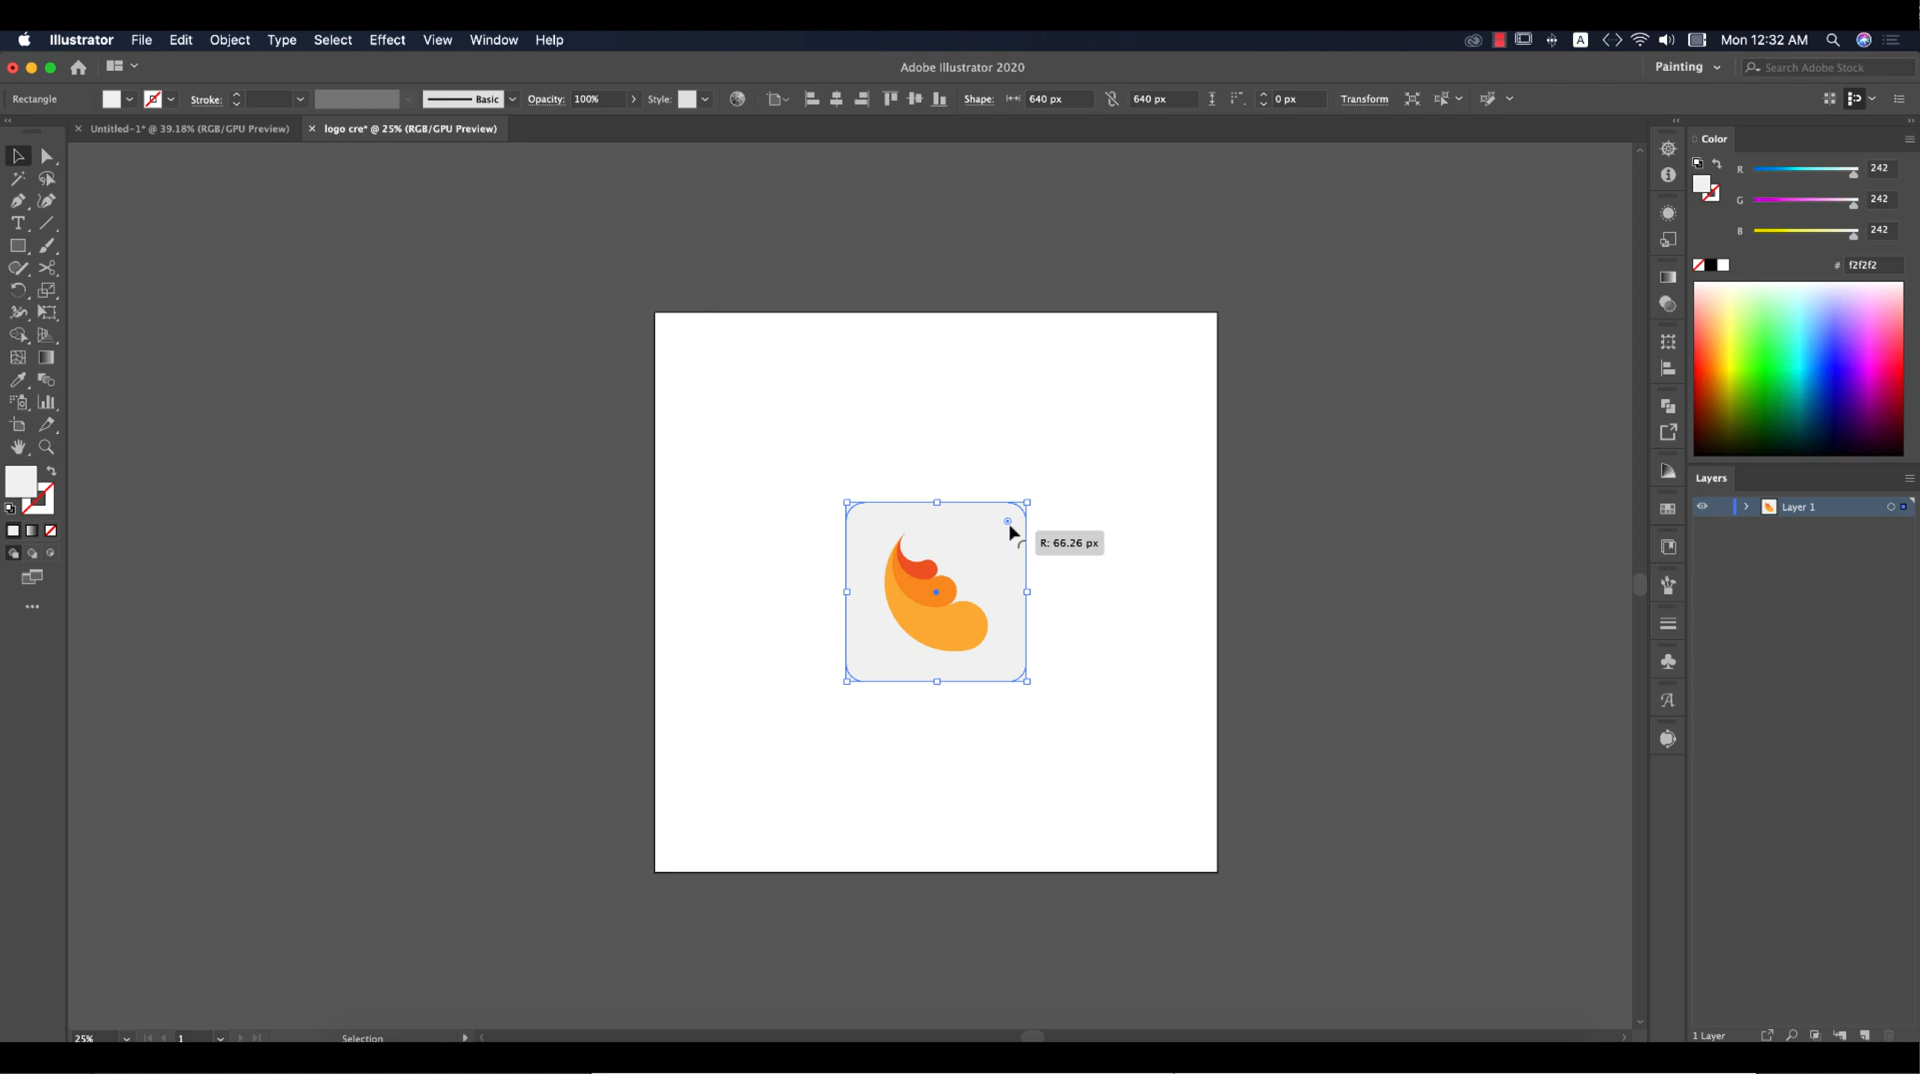 Illustrator File Edit Object Type Select Effect View Window Help
A
Mon 12:32 AM
Adobe Illustrator 2020
Painting
Search Adobe Stock
Rectangle
Stroke:
Basic
Opacity: 100%
Style:
Shape: 640 px
640 px
0 px
Transform
Untitled-1* @ 39.18% (RGB/GPU Preview)
logo cre* @ 25% (RGB/GPU Preview)
Color
R 242
G 242
B 242
# f2f2f2
R: 66.26 px
Layers
Layer 1
25%
1
Selection
1 Layer